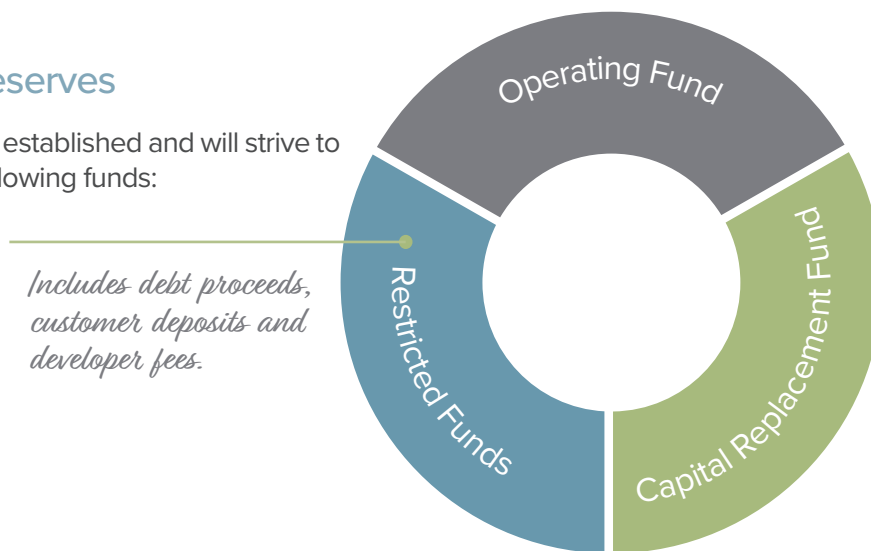 eserves
established and will strive to
lowing funds:
Includes debt proceeds,
customer deposits and
developer fees.
Operating Fund
Restricted Funds
Capital Replacement Fund